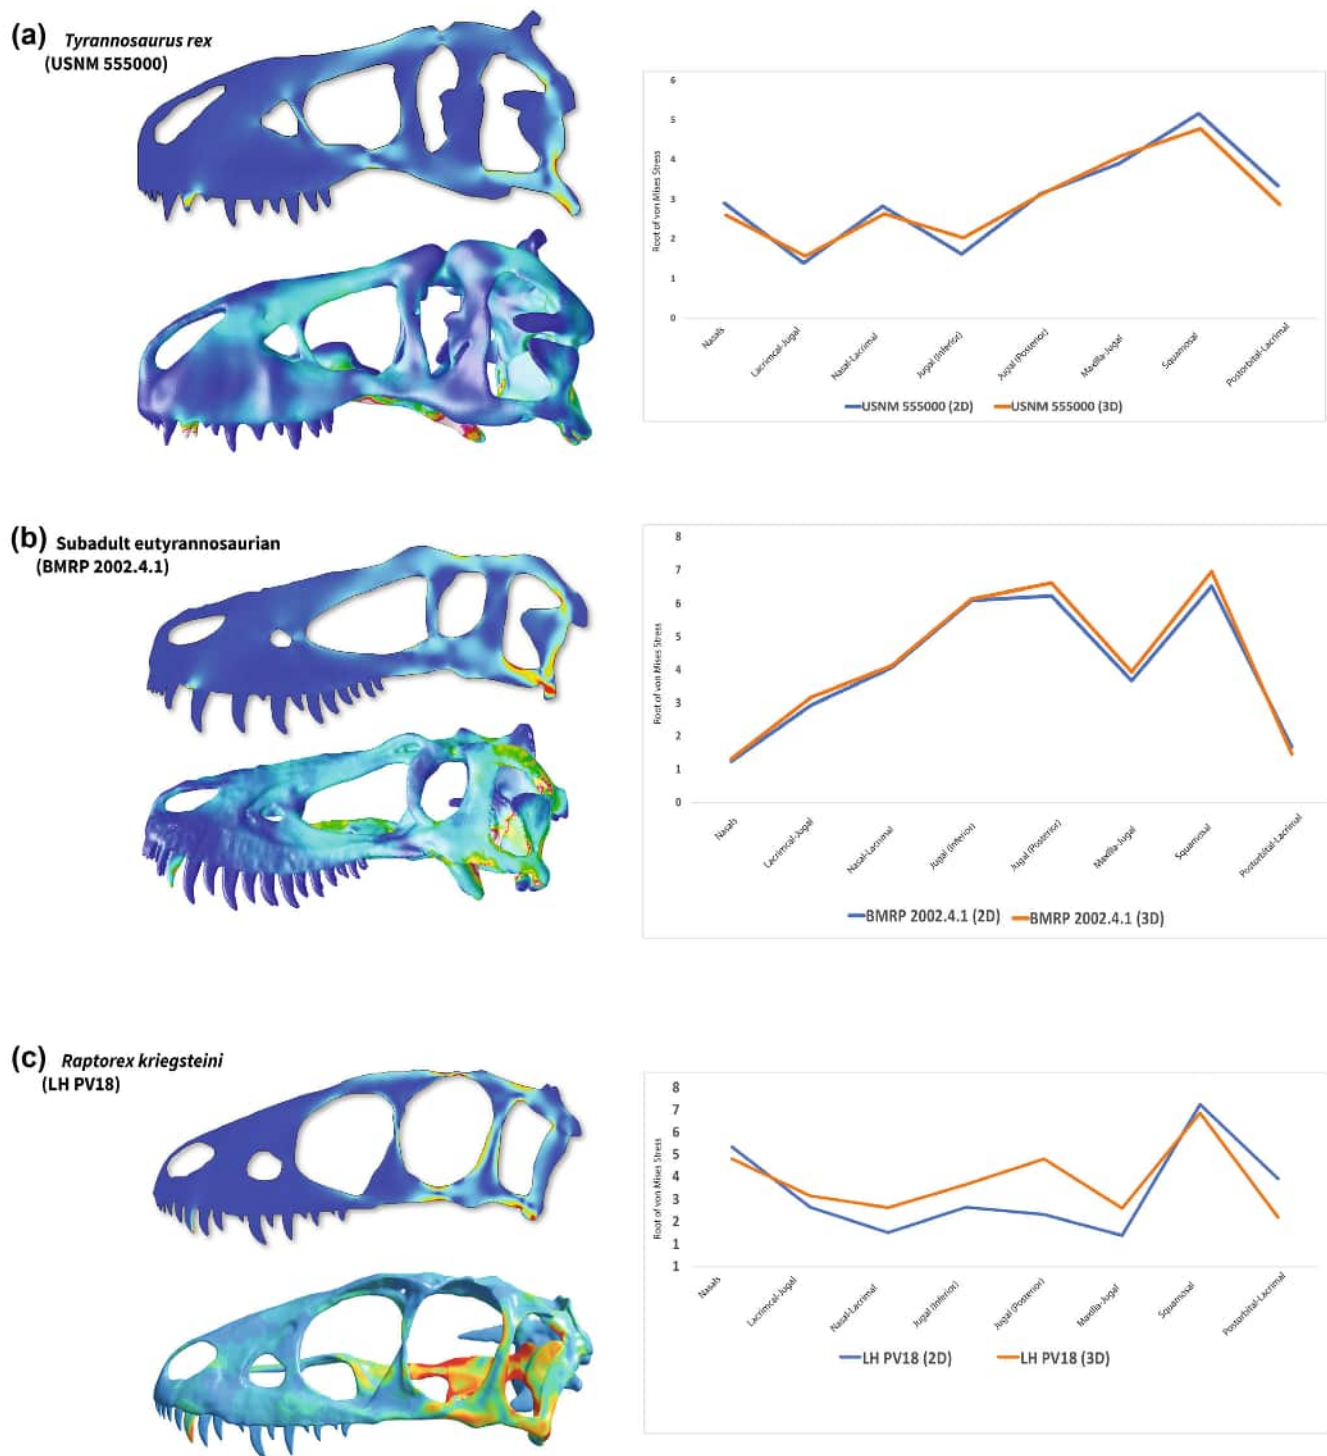 (a) Tyrannosaurus rex
(USNM 555000)
6
5
4
3
2
1
0
Root of von Mises Stress
Nasals
Lacrimcal-Jugal
Nasal-Lacrimal
Jugal (Inferior)
Jugal (Posterior)
Maxilla-Jugal
Squamosal
Postorbital-Lacrimal
USNM 555000 (2D) USNM 555000 (3D)
(b) Subadult eutyrannosaurian
(BMRP 2002.4.1)
8
7
6
5
4
3
2
1
0
Root of von Mises Stress
Nasals
Lacrimcal-Jugal
Nasal-Lacrimal
Jugal (Inferior)
Jugal (Posterior)
Maxilla-Jugal
Squamosal
Postorbital-Lacrimal
BMRP 2002.4.1 (2D) BMRP 2002.4.1 (3D)
(c) Raptorex kriegsteini
(LH PV18)
8
7
6
5
4
3
2
1
1
Root of von Mises Stress
Nasals
Lacrimcal-Jugal
Nasal-Lacrimal
Jugal (Inferior)
Jugal (Posterior)
Maxilla-Jugal
Squamosal
Postorbital-Lacrimal
LH PV18 (2D) LH PV18 (3D)